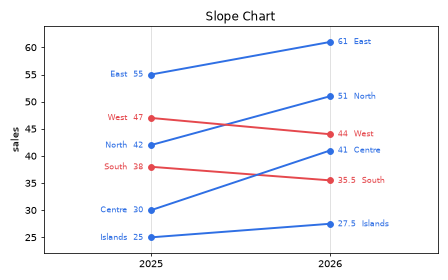 Slope Chart
sales
60
55
50
45
40
35
30
25
East 55
West 47
North 42
South 38
Centre 30
Islands 25
61 East
51 North
44 West
41 Centre
35.5 South
27.5 Islands
2025
2026